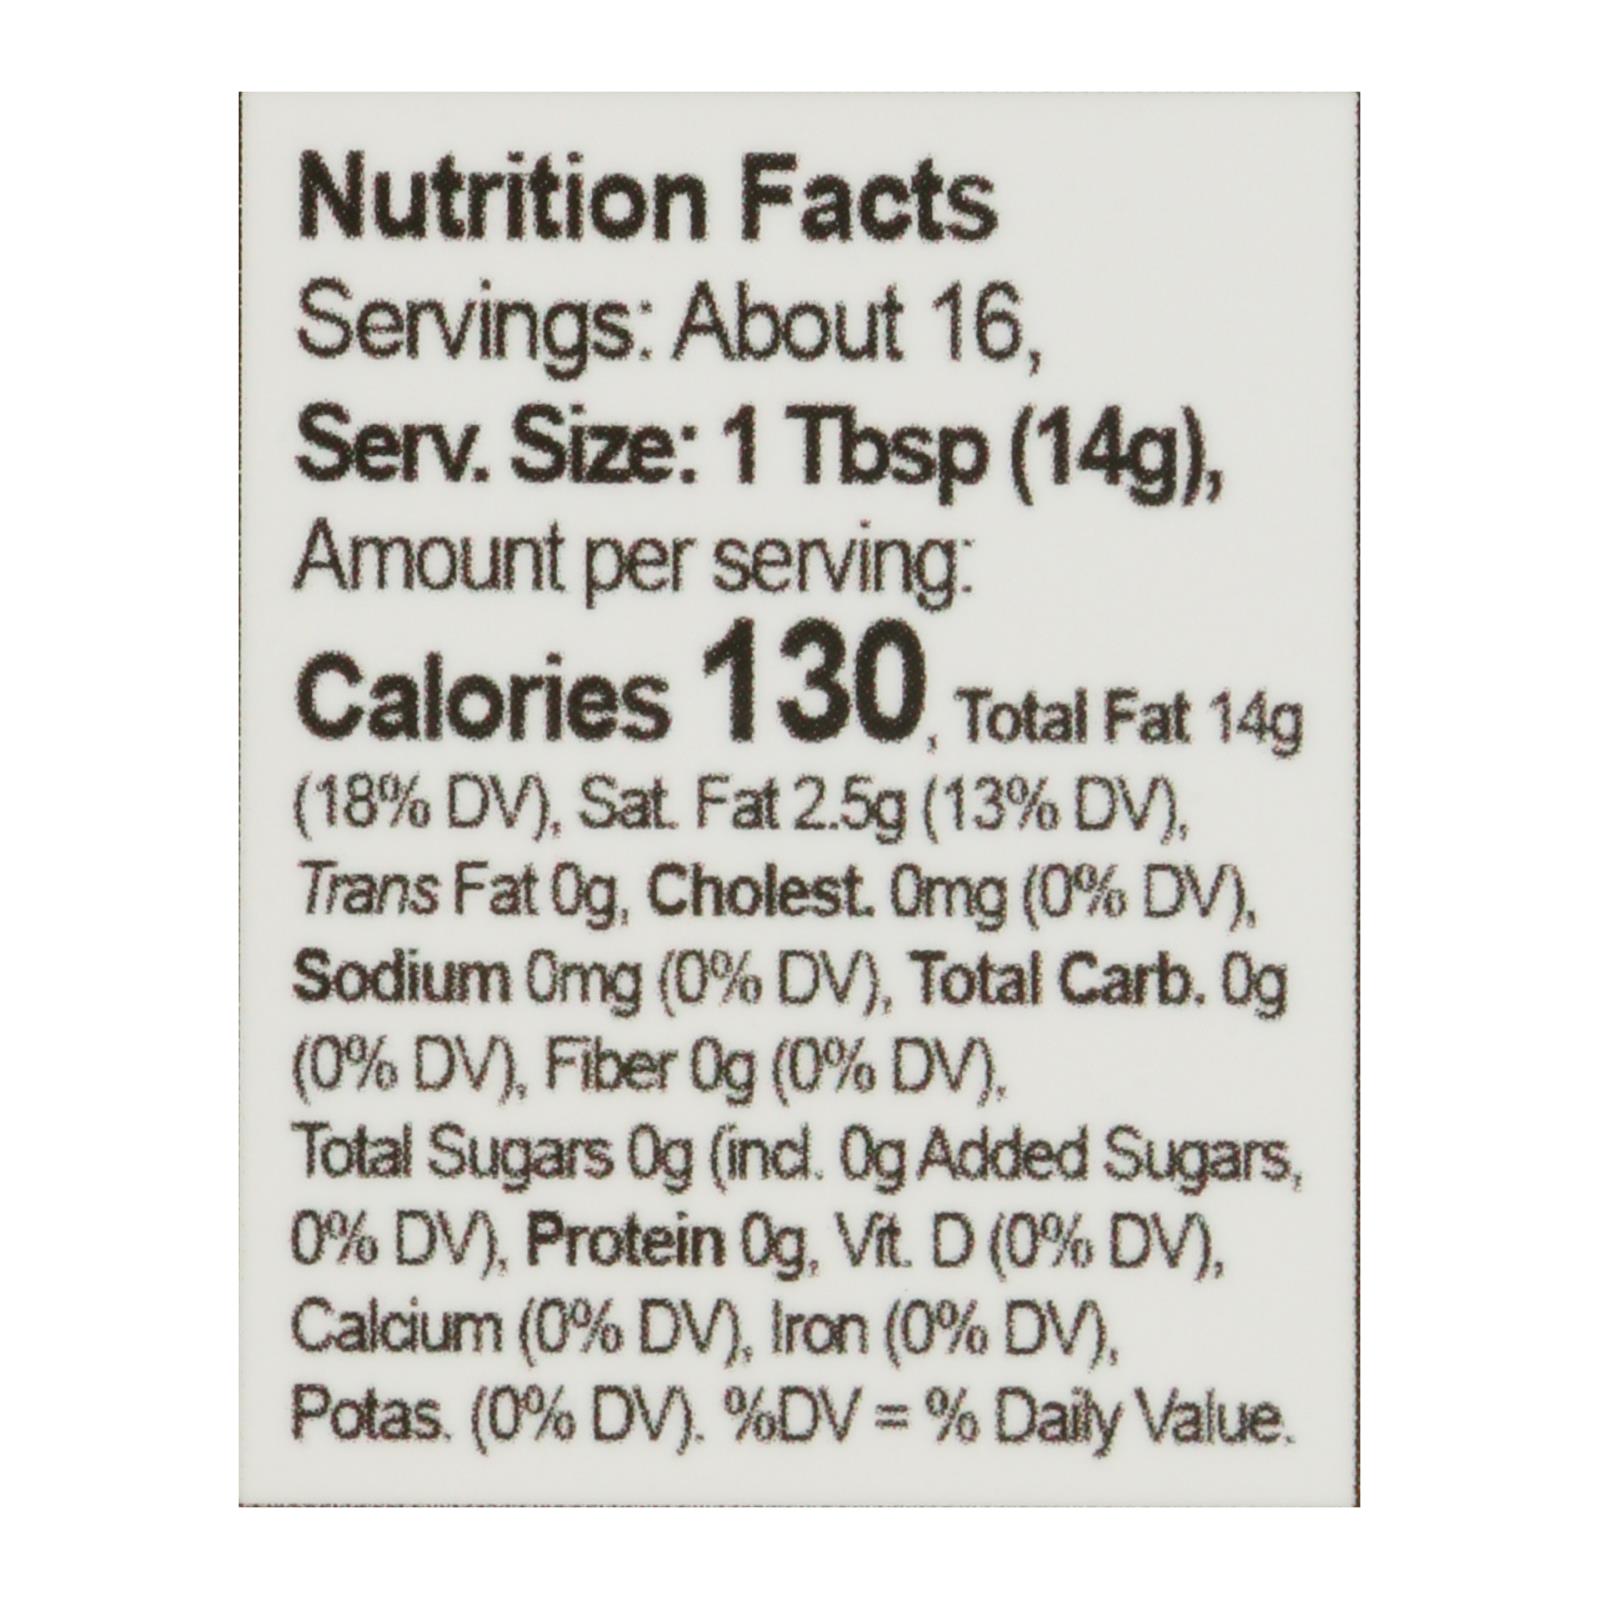 Nutrition Facts
Servings: About 16,
Serv. Size: 1 Tbsp (14g),
Amount per serving:
Calories 130, Total Fat 14g
(18% DV), Sat. Fat 2.5g (13% DV),
Trans Fat 0g, Cholest. 0mg (0% DV),
Sodium 0mg (0% DV), Total Carb. 0g
(0% DV), Fiber 0g (0% DV),
Total Sugars 0g (incl. 0g Added Sugars,
0% DV), Protein 0g, Vit. D (0% DV),
Calcium (0% DV), Iron (0% DV),
Potas. (0% DV). %DV = % Daily Value.